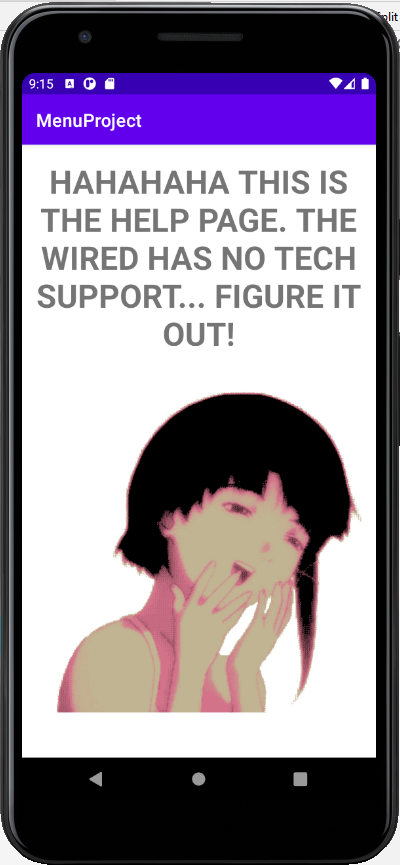 9:15
MenuProject
HAHAHAHA THIS IS
THE HELP PAGE. THE
WIRED HAS NO TECH
SUPPORT... FIGURE IT
OUT!